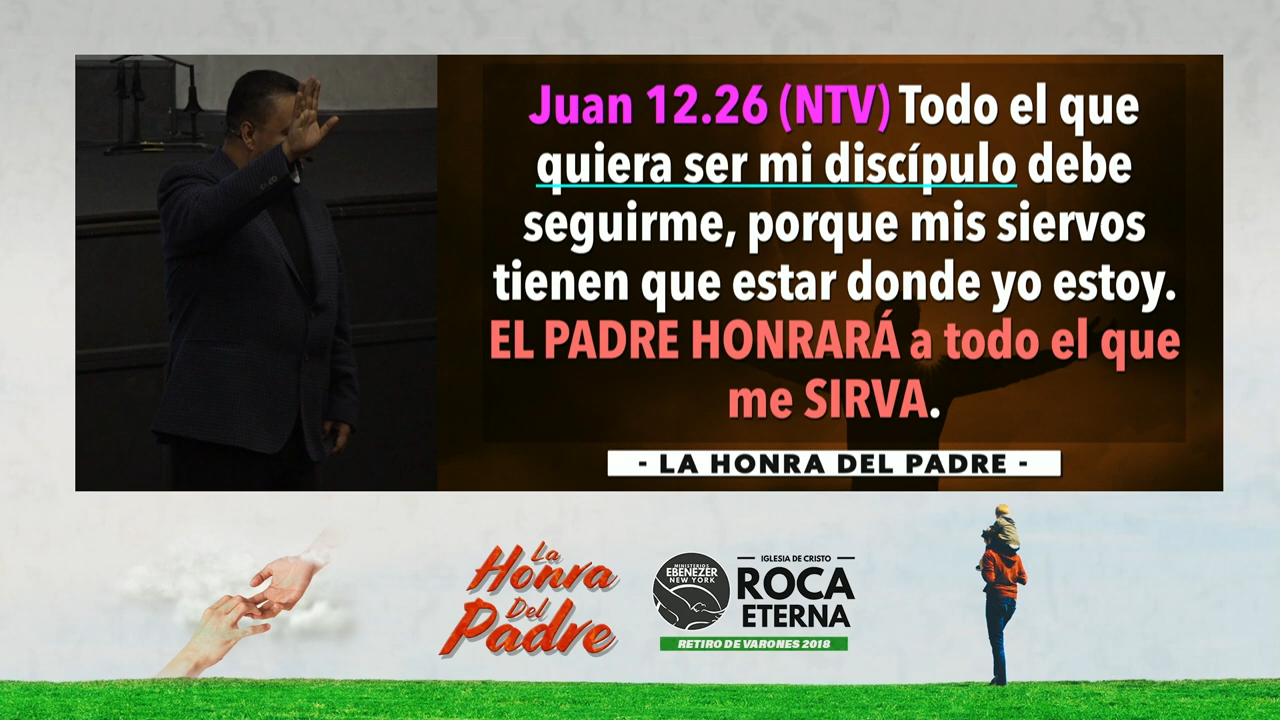 Juan 12.26 (NTV) Todo el que
quiera ser mi discípulo debe
seguirme, porque mis siervos
tienen que estar donde yo estoy.
EL PADRE HONRARÁ a todo el que
me SIRVA.
- LA HONRA DEL PADRE -
La
Honra
Del
Padre
MINISTERIOS
EBENEZER
NEW YORK
IGLESIA DE CRISTO
ROCA
ETERNA
RETIRO DE VARONES 2018